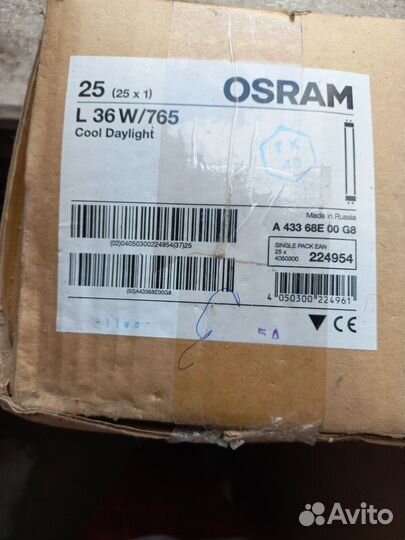 25 (25 x 1)
OSRAM
L 36 W/765
Cool Daylight
Made in Russia
A 433 68E 00 G8
(02)04050300224954(37)25
SINGLE PACK EAN
25 x
4050300 224954
(93)A43368E00G8
4 050300 224961
CE
5A
Avito